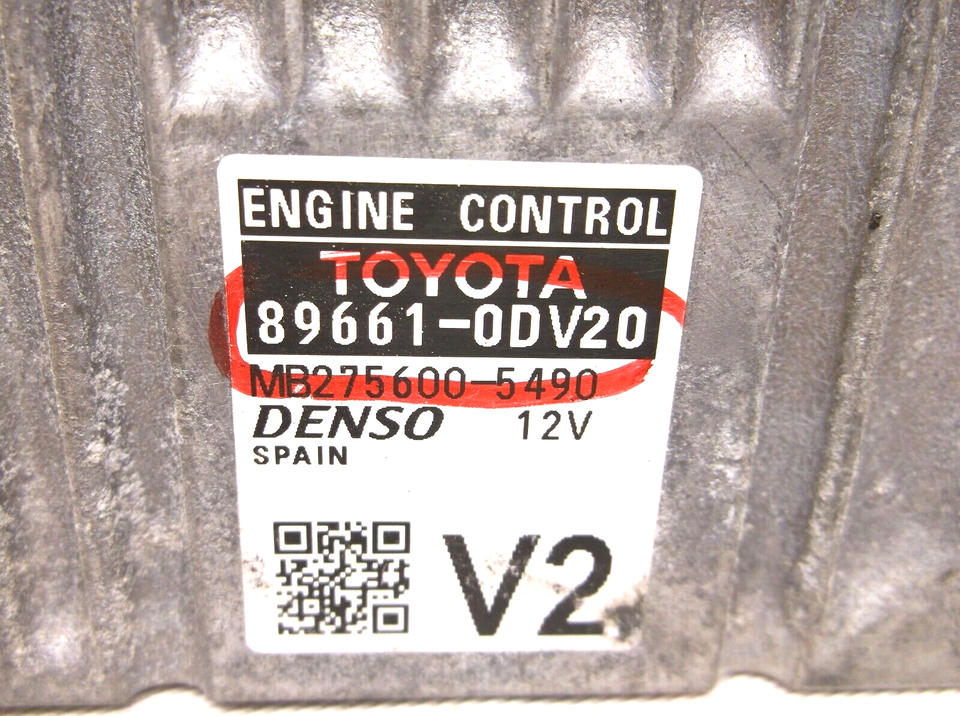 ENGINE CONTROL
TOYOTA
89661-0DV20
MB275600-5490
DENSO 12V
SPAIN
V2